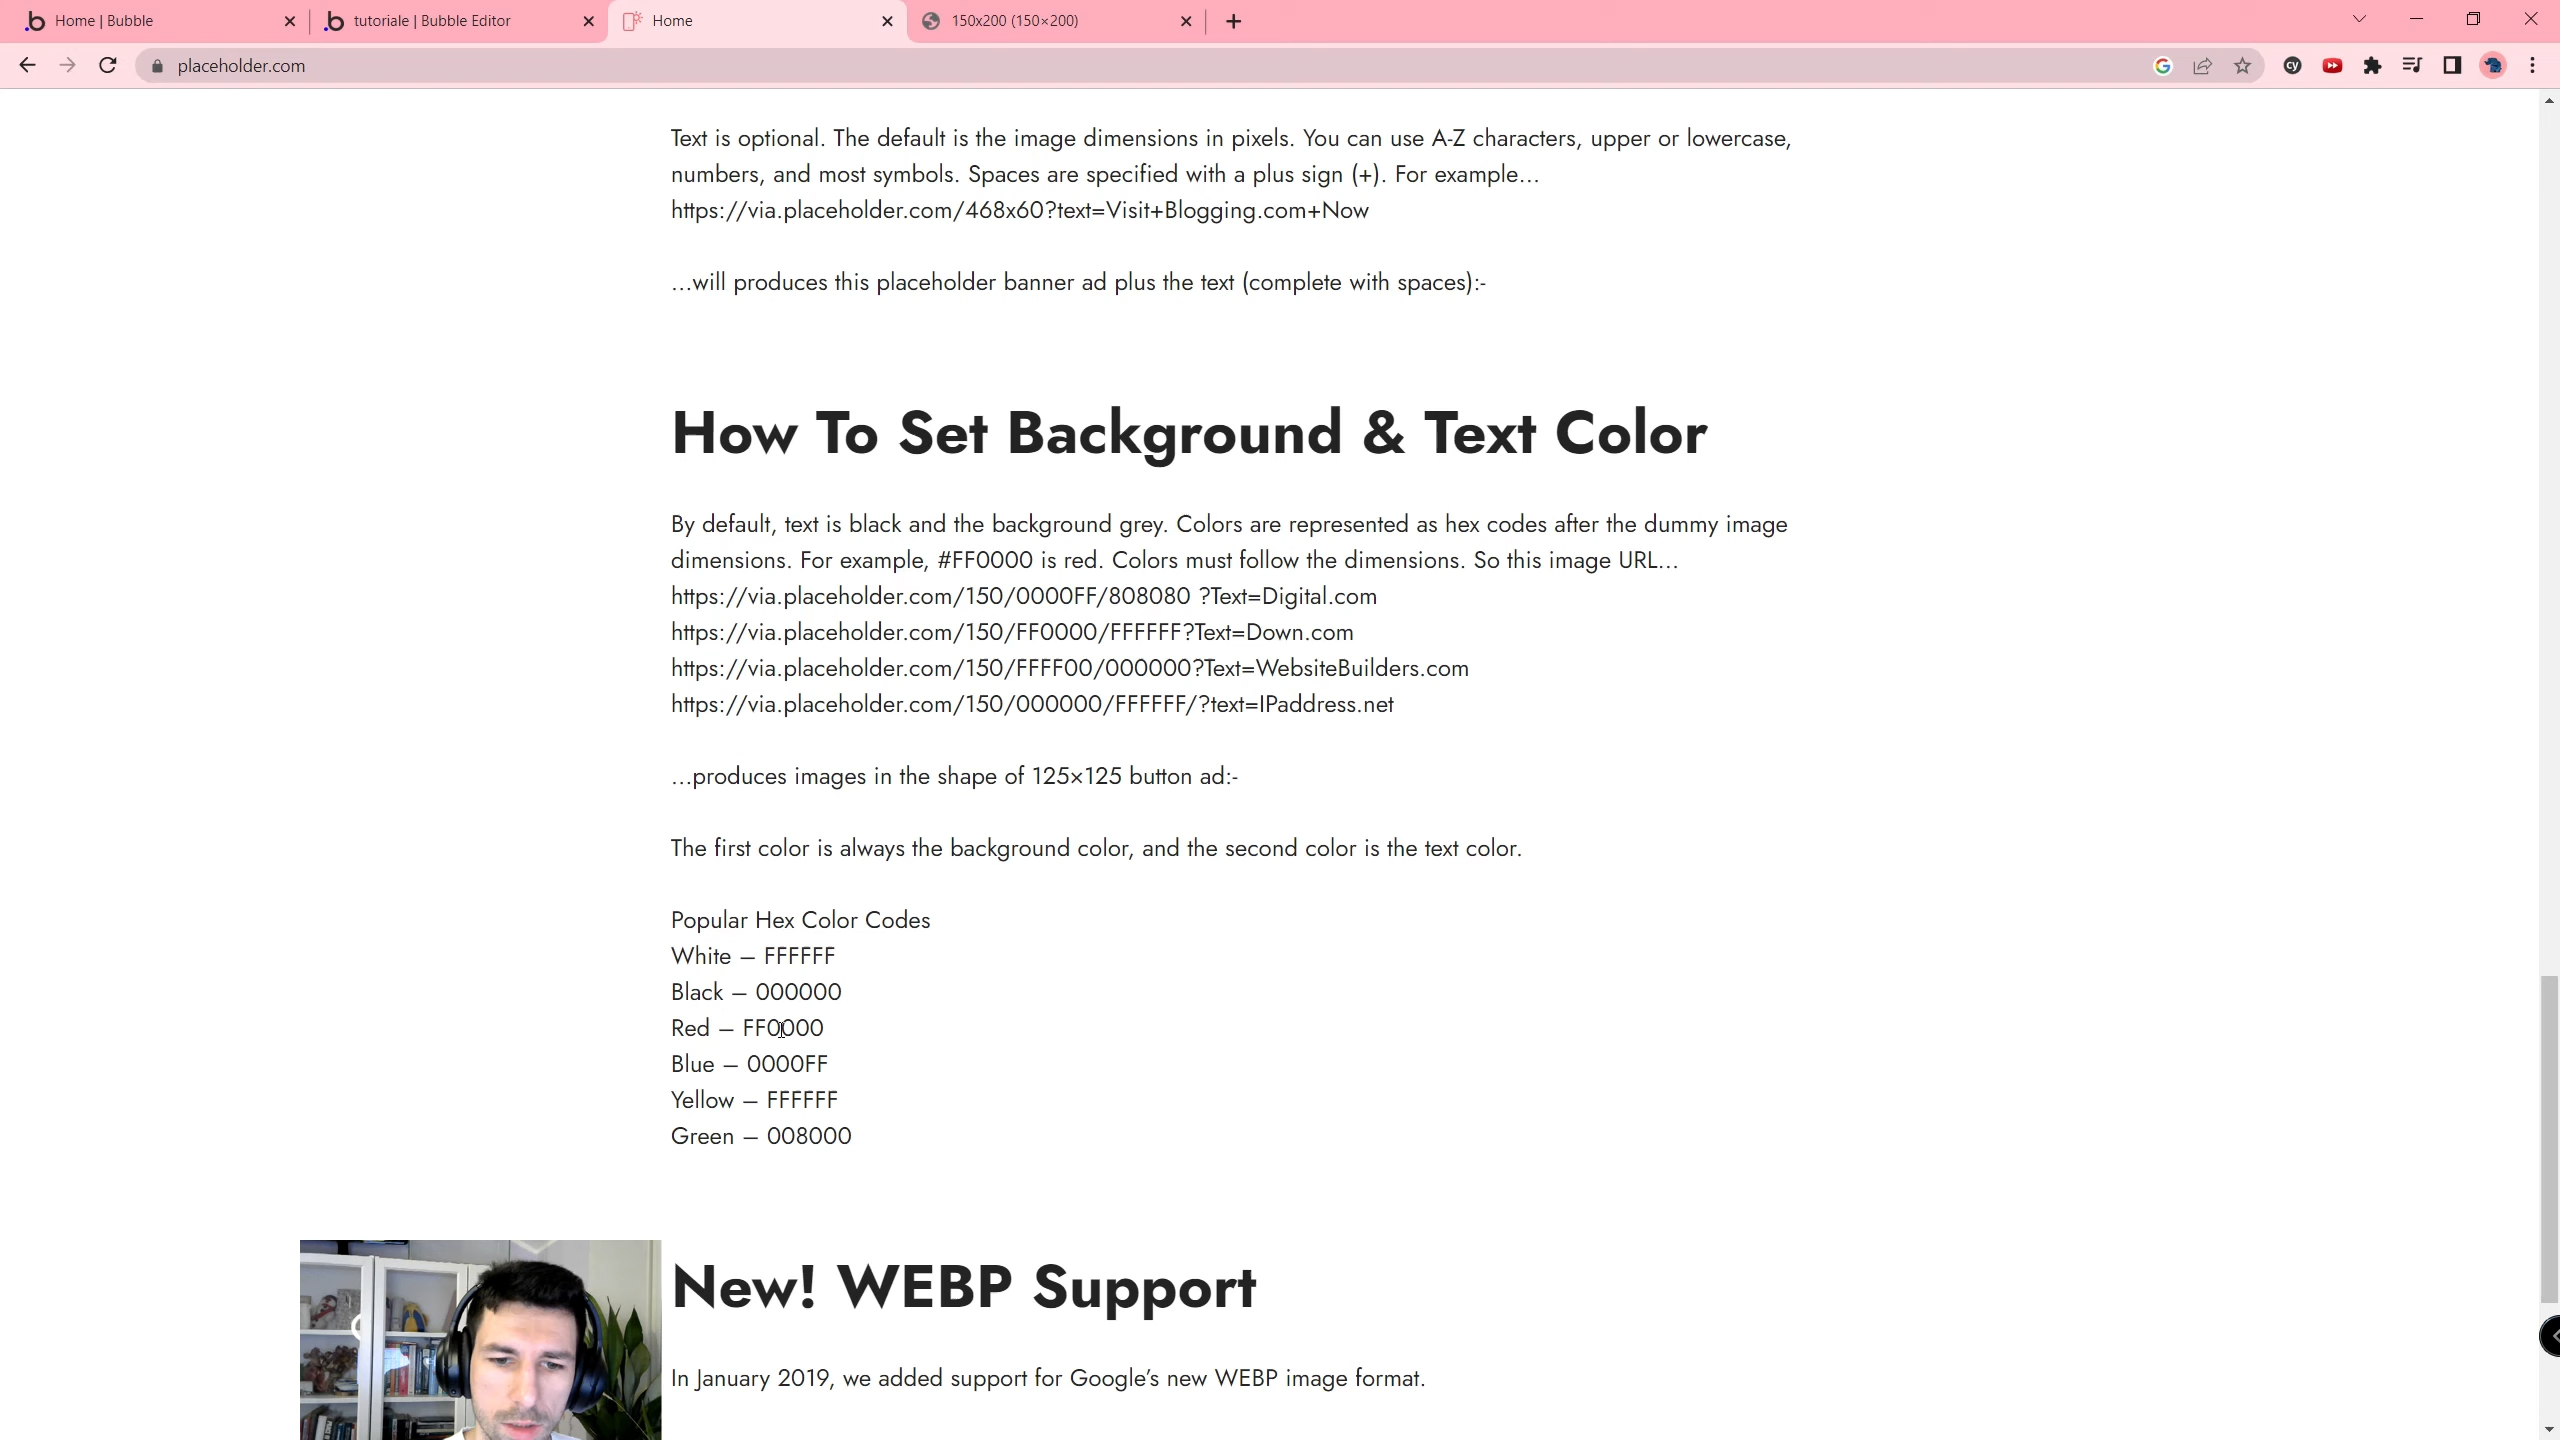 Home | Bubble
tutoriale | Bubble Editor
Home
150x200 (150×200)
placeholder.com
Text is optional. The default is the image dimensions in pixels. You can use A-Z characters, upper or lowercase,
numbers, and most symbols. Spaces are specified with a plus sign (+). For example…
https://via.placeholder.com/468x60?text=Visit+Blogging.com+Now
…will produces this placeholder banner ad plus the text (complete with spaces):-
How To Set Background & Text Color
By default, text is black and the background grey. Colors are represented as hex codes after the dummy image
dimensions. For example, #FF0000 is red. Colors must follow the dimensions. So this image URL…
https://via.placeholder.com/150/0000FF/808080 ?Text=Digital.com
https://via.placeholder.com/150/FF0000/FFFFFF?Text=Down.com
https://via.placeholder.com/150/FFFF00/000000?Text=WebsiteBuilders.com
https://via.placeholder.com/150/000000/FFFFFF/?text=IPaddress.net
…produces images in the shape of 125×125 button ad:-
The first color is always the background color, and the second color is the text color.
Popular Hex Color Codes
White – FFFFFF
Black – 000000
Red – FF0000
Blue – 0000FF
Yellow – FFFFFF
Green – 008000
New! WEBP Support
In January 2019, we added support for Google's new WEBP image format.